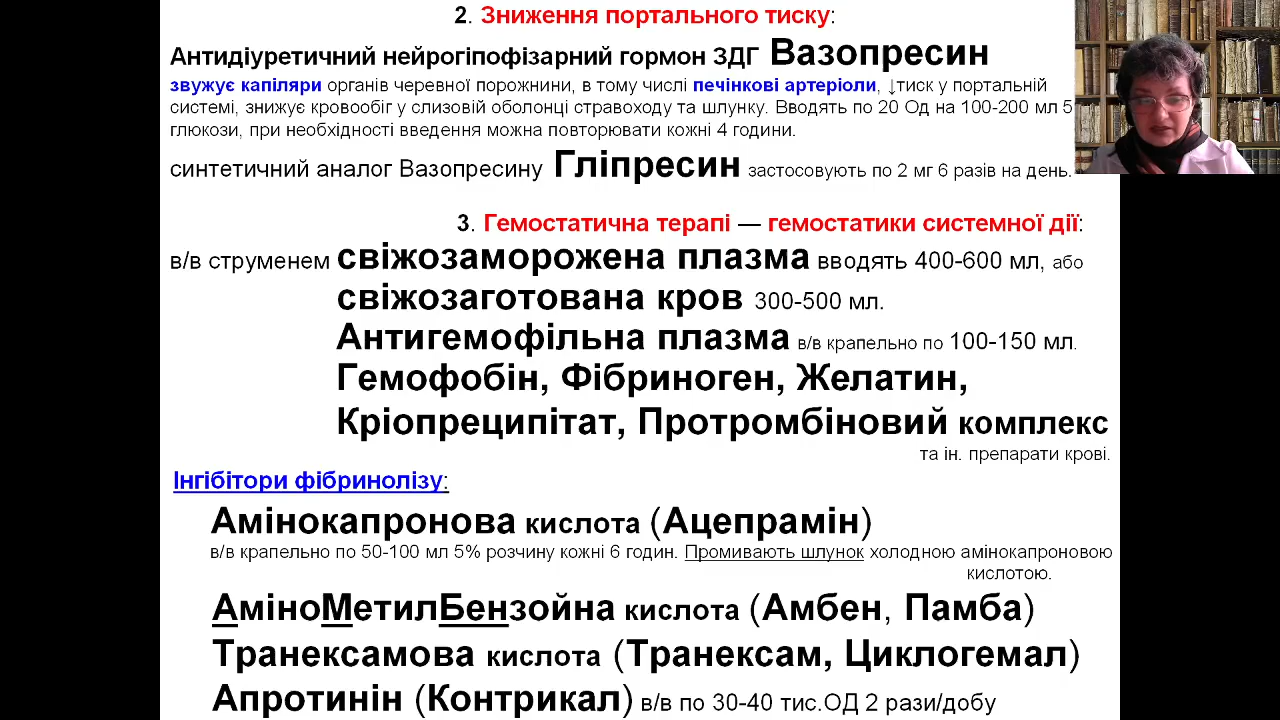 2. Зниження портального тиску:
Антидіуретичний нейрогіпофізарний гормон ЗДГ Вазопресин
звужує капіляри органів черевної порожнини, в тому числі печінкові артеріоли, ↓тиск у портальній
системі, знижує кровообіг у слизовій оболонці стравоходу та шлунку. Вводять по 20 Од на 100-200 мл 5
глюкози, при необхідності введення можна повторювати кожні 4 години.
синтетичний аналог Вазопресину Гліпресин застосовують по 2 мг 6 разів на день.
3. Гемостатична терапі — гемостатики системної дії:
в/в струменем свіжозаморожена плазма вводять 400-600 мл, або
свіжозаготована кров 300-500 мл.
Антигемофільна плазма в/в крапельно по 100-150 мл.
Гемофобін, Фібриноген, Желатин,
Кріопреципітат, Протромбіновий комплекс
та ін. препарати крові.
Інгібітори фібринолізу:
Амінокапронова кислота (Ацепрамін)
в/в крапельно по 50-100 мл 5% розчину кожні 6 годин. Промивають шлунок холодною амінокапроновою
кислотою.
АміноМетилБензойна кислота (Амбен, Памба)
Транексамова кислота (Транексам, Циклогемал)
Апротинін (Контрикал) в/в по 30-40 тис.ОД 2 рази/добу